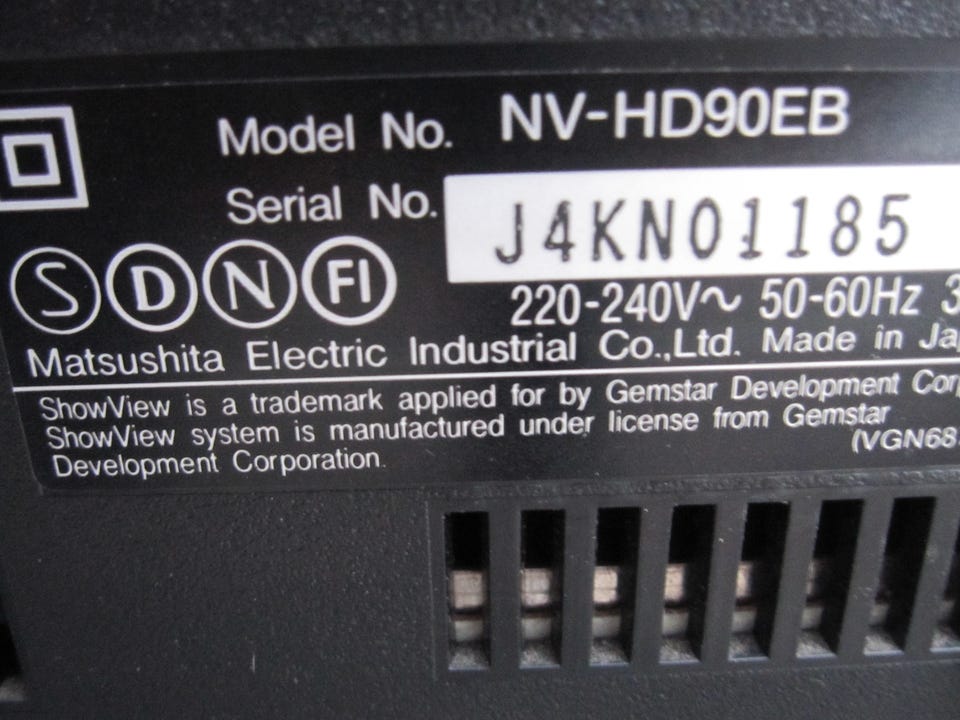 Model No. NV-HD90EB
Serial No. J4KN01185
S D N FI
220-240V~ 50-60Hz
Matsushita Electric Industrial Co.,Ltd. Made in
ShowView is a trademark applied for by Gemstar Development
ShowView system is manufactured under license from Gemstar
Development Corporation.